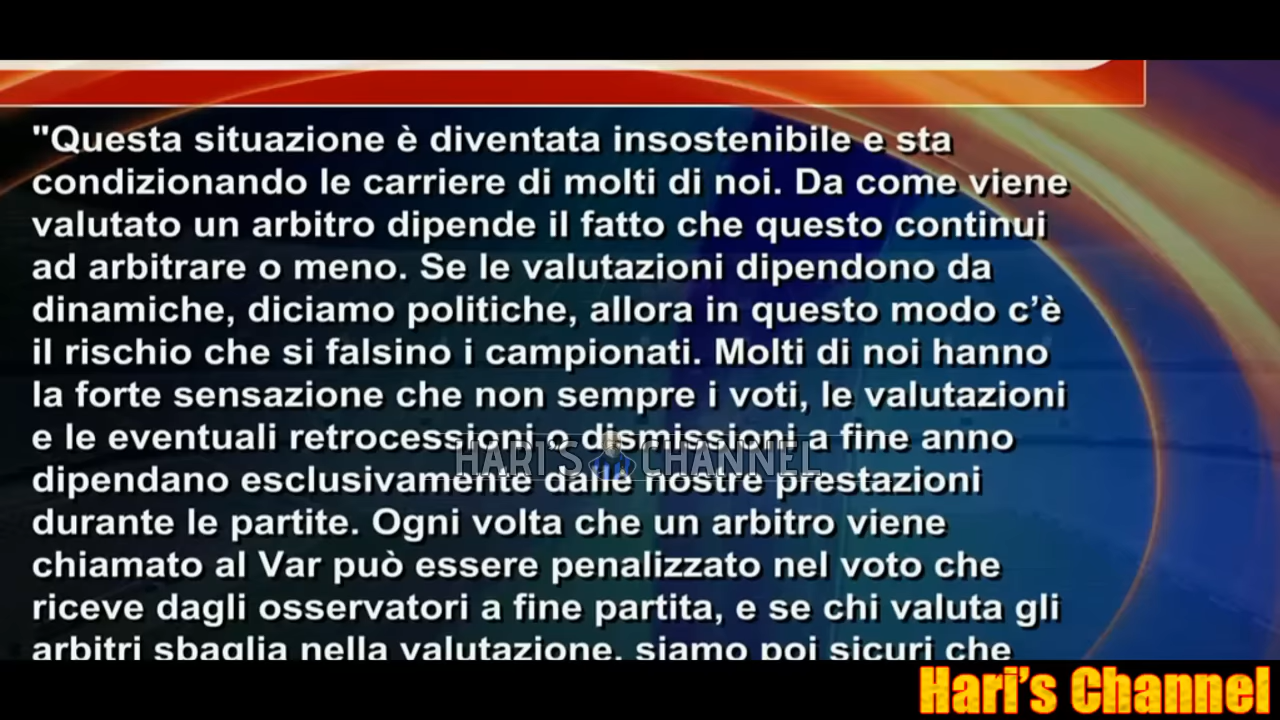 "Questa situazione è diventata insostenibile e sta
condizionando le carriere di molti di noi. Da come viene
valutato un arbitro dipende il fatto che questo continui
ad arbitrare o meno. Se le valutazioni dipendono da
dinamiche, diciamo politiche, allora in questo modo c’è
il rischio che si falsino i campionati. Molti di noi hanno
la forte sensazione che non sempre i voti, le valutazioni
e le eventuali retrocessioni o dismissioni a fine anno
HARI'S CHANNEL
dipendano esclusivamente dalle nostre prestazioni
durante le partite. Ogni volta che un arbitro viene
chiamato al Var può essere penalizzato nel voto che
riceve dagli osservatori a fine partita, e se chi valuta gli
arbitri sbaglia nella valutazione, siamo poi sicuri che
Hari’s Channel